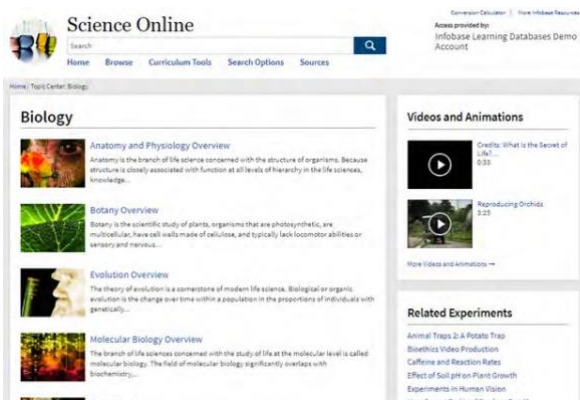 Conversion Calculator | More Infobase Resources
Science Online
Access provided by:
Infobase Learning Databases Demo
Account
Search
Home Browse Curriculum Tools Search Options Sources
Home / Topic Center: Biology
Biology
Anatomy and Physiology Overview
Anatomy is the branch of life science concerned with the structure of organisms. Because
structure is closely associated with function at all levels of hierarchy in the life sciences,
knowledge...
Botany Overview
Botany is the scientific study of plants, organisms that are photosynthetic, are
multicellular, have cell walls made of cellulose, and typically lack locomotor abilities or
sensory and nervous...
Evolution Overview
The theory of evolution is a cornerstone of modern life science. Biological or organic
evolution is the change over time within a population in the proportions of individuals with
genetically...
Molecular Biology Overview
The branch of life sciences concerned with the study of life at the molecular level is called
molecular biology. The field of molecular biology significantly overlaps with
biochemistry,...
Videos and Animations
Credits: What is the Secret of
Life?...
0:33
Reproducing Orchids
3:23
More Videos and Animations →
Related Experiments
Animal Traps 2: A Potato Trap
Bioethics Video Production
Caffeine and Reaction Rates
Effect of Soil pH on Plant Growth
Experiments in Human Vision